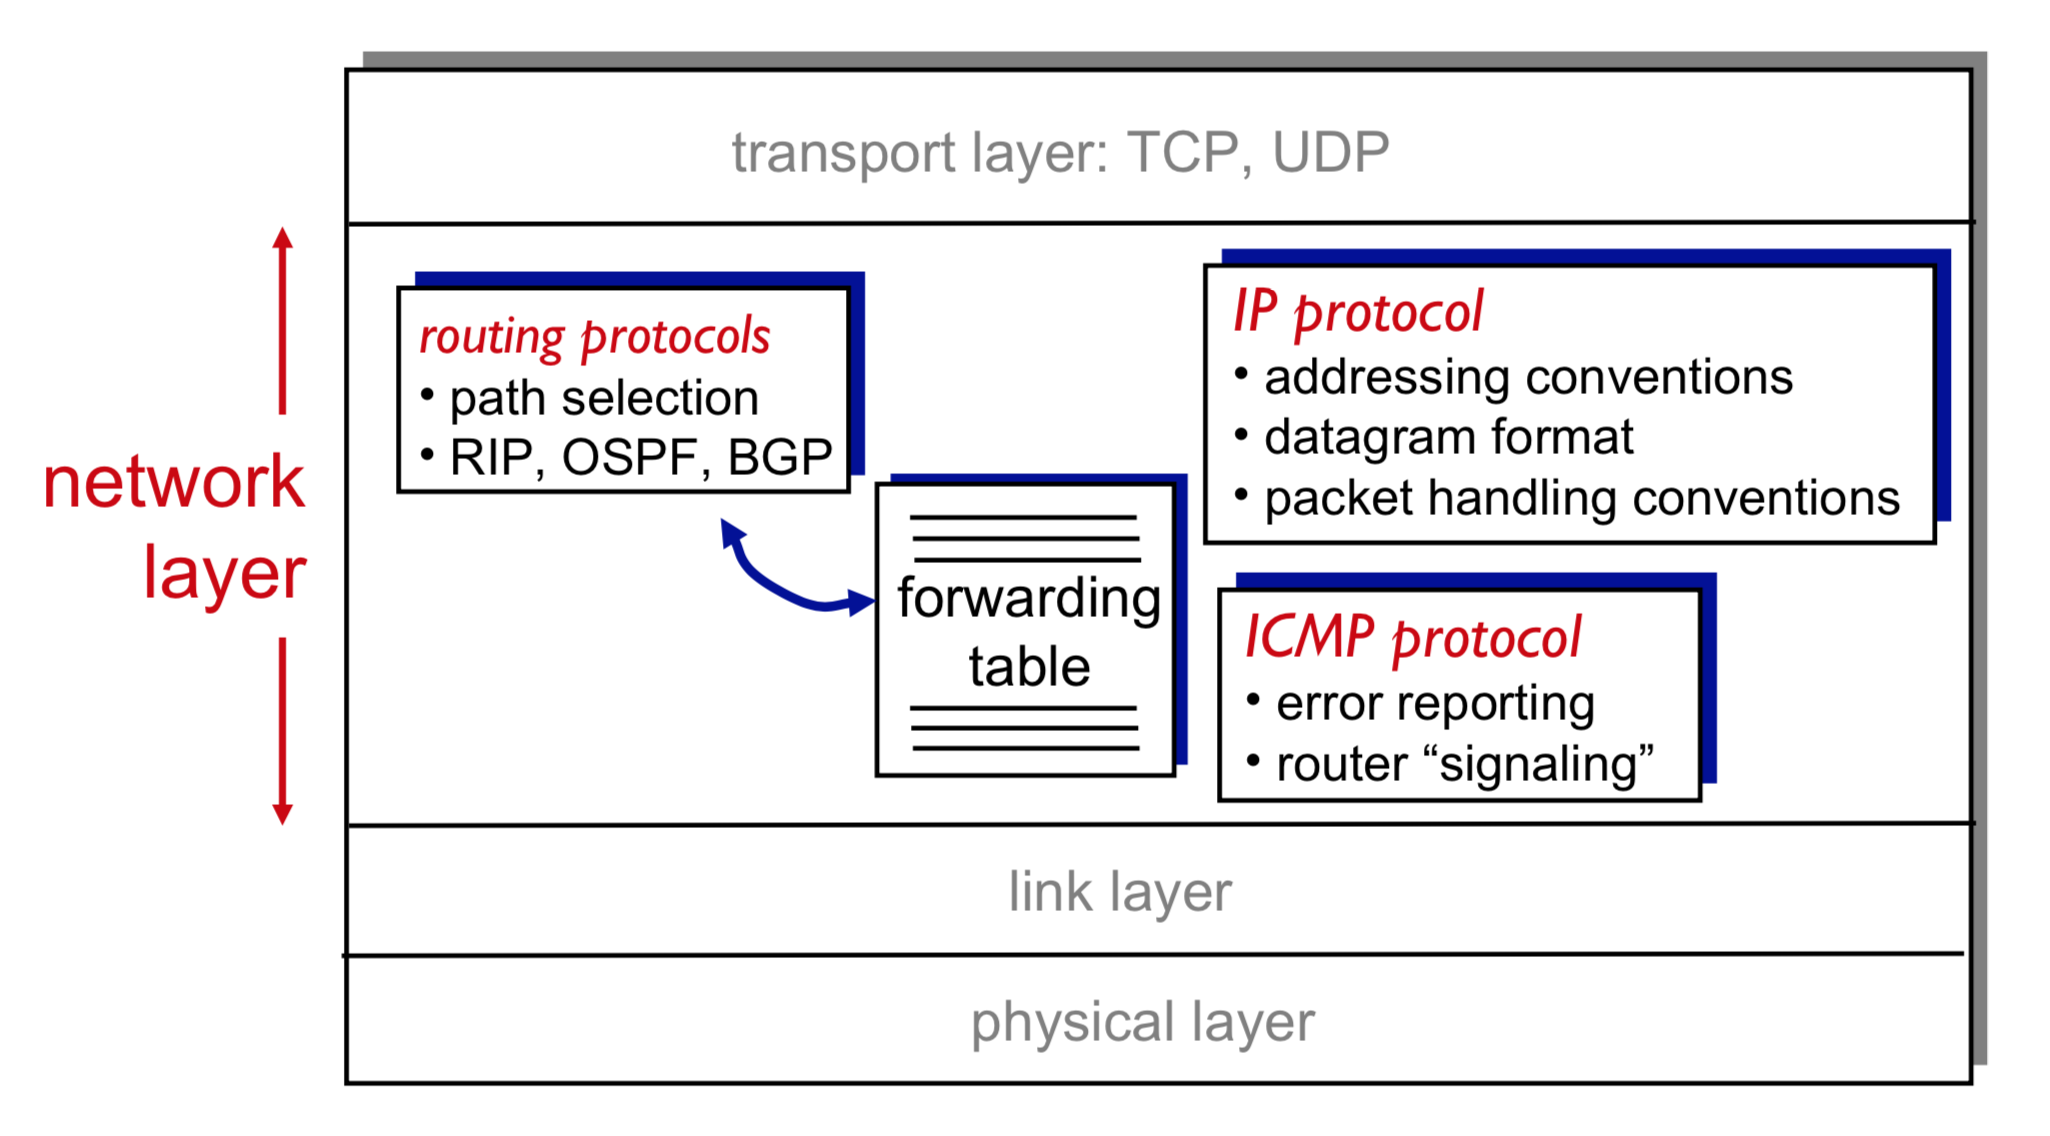 transport layer: TCP, UDP
network
layer
routing protocols
• path selection
• RIP, OSPF, BGP
forwarding
table
IP protocol
• addressing conventions
• datagram format
• packet handling conventions
ICMP protocol
• error reporting
• router “signaling”
link layer
physical layer